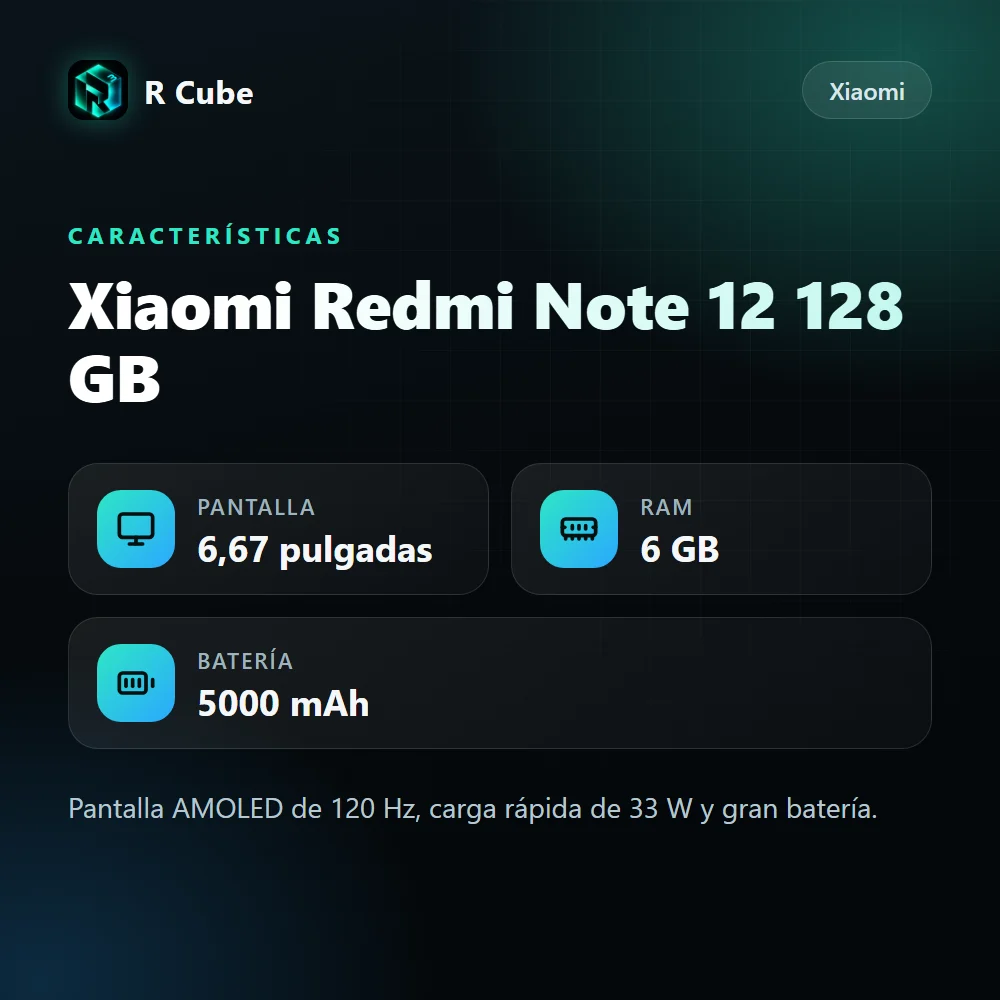 R Cube
Xiaomi
CARACTERÍSTICAS
Xiaomi Redmi Note 12 128
GB
PANTALLA
6,67 pulgadas
RAM
6 GB
BATERÍA
5000 mAh
Pantalla AMOLED de 120 Hz, carga rápida de 33 W y gran batería.